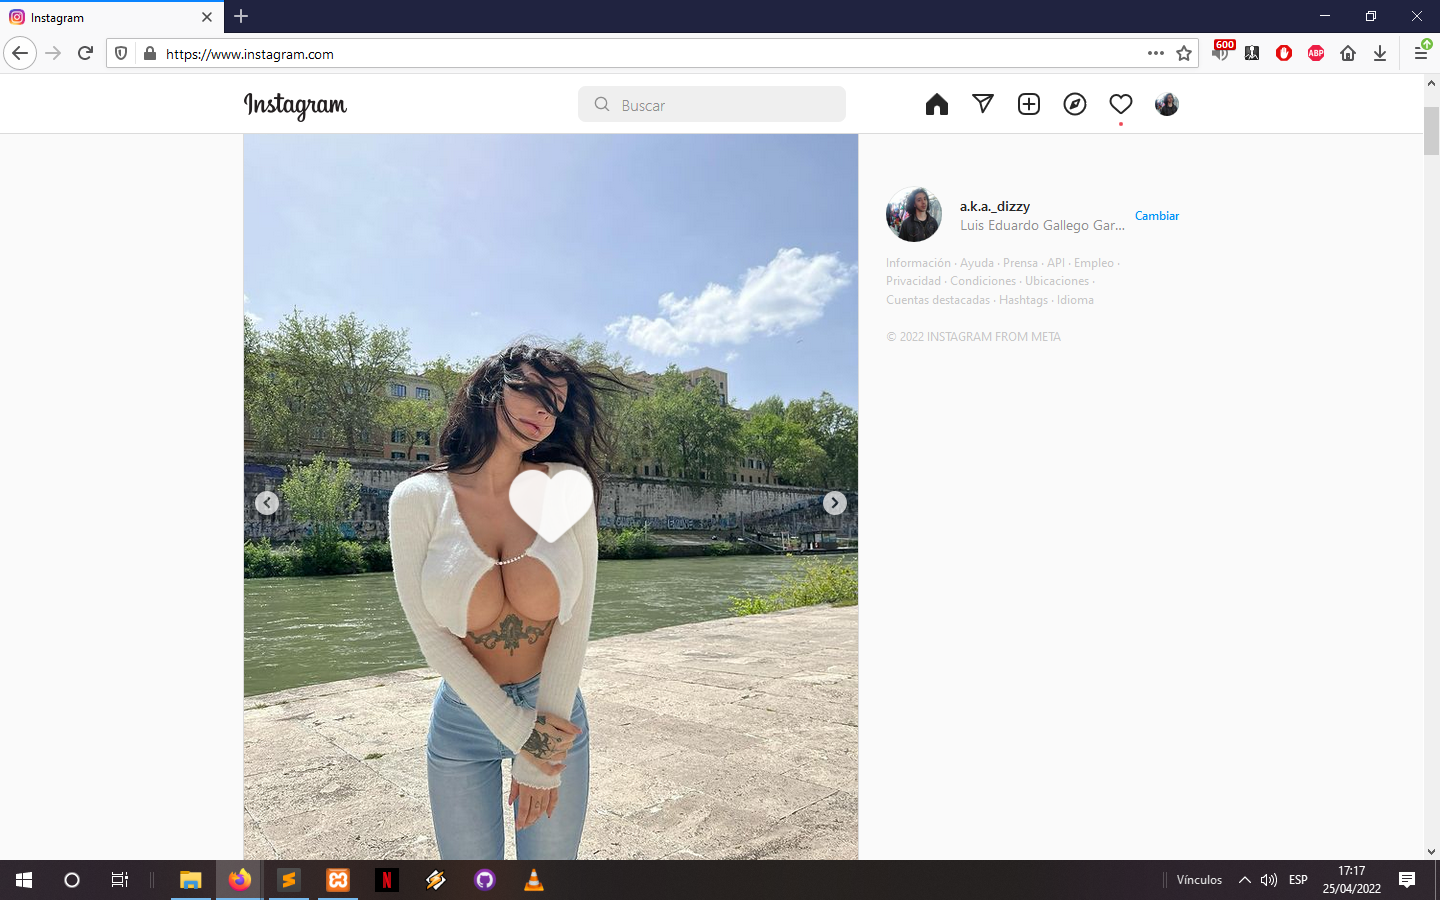 Instagram
https://www.instagram.com
600
ABP
Instagram
Buscar
a.k.a._dizzy
Luis Eduardo Gallego Gar...
Cambiar
Información · Ayuda · Prensa · API · Empleo ·
Privacidad · Condiciones · Ubicaciones ·
Cuentas destacadas · Hashtags · Idioma
© 2022 INSTAGRAM FROM META
N
Vínculos
ESP
17:17
25/04/2022